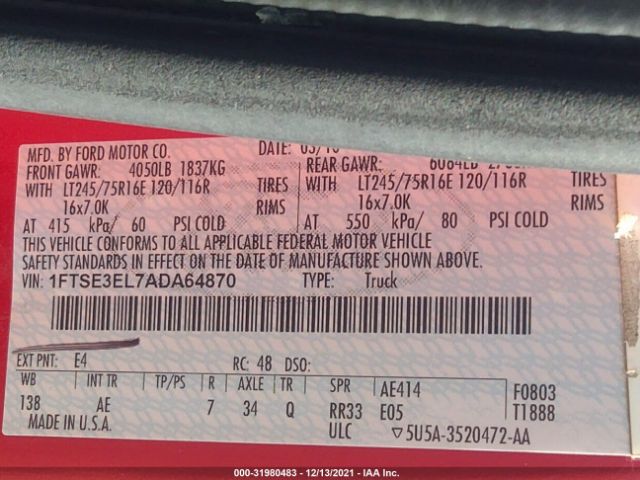 MFD. BY FORD MOTOR CO. DATE:
FRONT GAWR: 4050LB 1837KG REAR GAWR: 6084LB
WITH LT245/75R16E 120/116R TIRES WITH LT245/75R16E 120/116R TIRES
16x7.0K RIMS 16x7.0K RIMS
AT 415 kPa/ 60 PSI COLD AT 550 kPa/ 80 PSI COLD
THIS VEHICLE CONFORMS TO ALL APPLICABLE FEDERAL MOTOR VEHICLE
SAFETY STANDARDS IN EFFECT ON THE DATE OF MANUFACTURE SHOWN ABOVE.
VIN: 1FTSE3EL7ADA64870 TYPE: Truck
EXT PNT: E4 RC: 48 DSO:
WB INT TR TP/PS R AXLE TR SPR AE414 F0803
138 AE 7 34 Q RR33 E05 T1888
MADE IN U.S.A. ULC ▽5U5A-3520472-AA
000-31980483 - 12/13/2021 - IAA Inc.